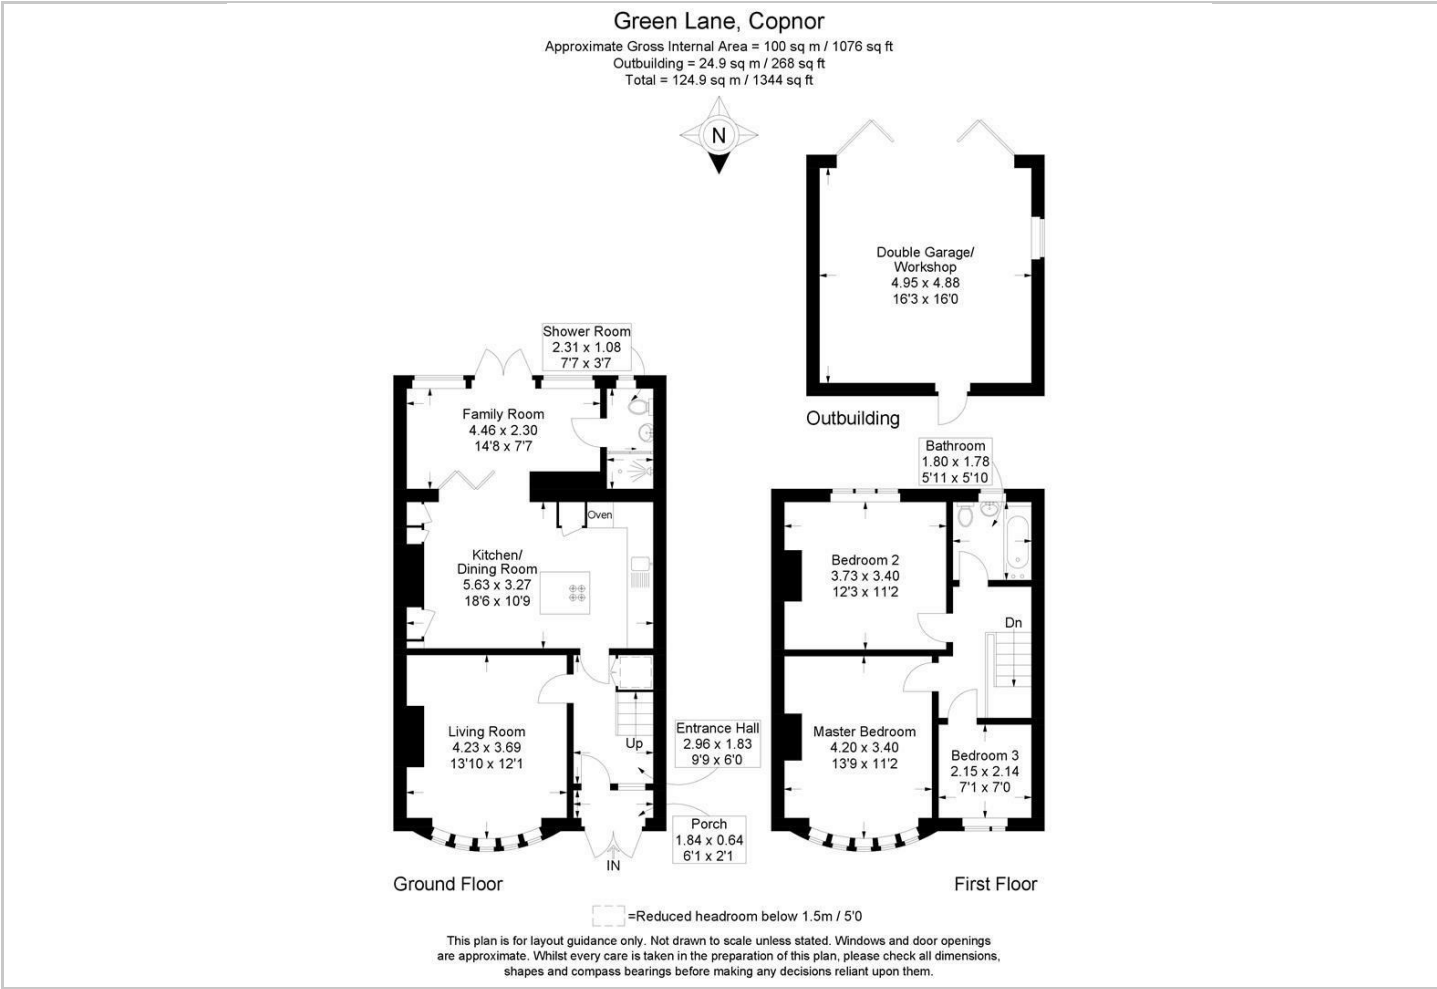 Green Lane, Copnor
Approximate Gross Internal Area = 100 sq m / 1076 sq ft
Outbuilding = 24.9 sq m / 268 sq ft
Total = 124.9 sq m / 1344 sq ft
N
Double Garage/
Workshop
4.95 x 4.88
16'3 x 16'0
Outbuilding
Shower Room
2.31 x 1.08
7'7 x 3'7
Family Room
4.46 x 2.30
14'8 x 7'7
Oven
Kitchen/
Dining Room
5.63 x 3.27
18'6 x 10'9
Living Room
4.23 x 3.69
13'10 x 12'1
Up
Entrance Hall
2.96 x 1.83
9'9 x 6'0
Porch
1.84 x 0.64
6'1 x 2'1
IN
Ground Floor
Bathroom
1.80 x 1.78
5'11 x 5'10
Bedroom 2
3.73 x 3.40
12'3 x 11'2
Dn
Master Bedroom
4.20 x 3.40
13'9 x 11'2
Bedroom 3
2.15 x 2.14
7'1 x 7'0
First Floor
=Reduced headroom below 1.5m / 5'0
This plan is for layout guidance only. Not drawn to scale unless stated. Windows and door openings
are approximate. Whilst every care is taken in the preparation of this plan, please check all dimensions,
shapes and compass bearings before making any decisions reliant upon them.